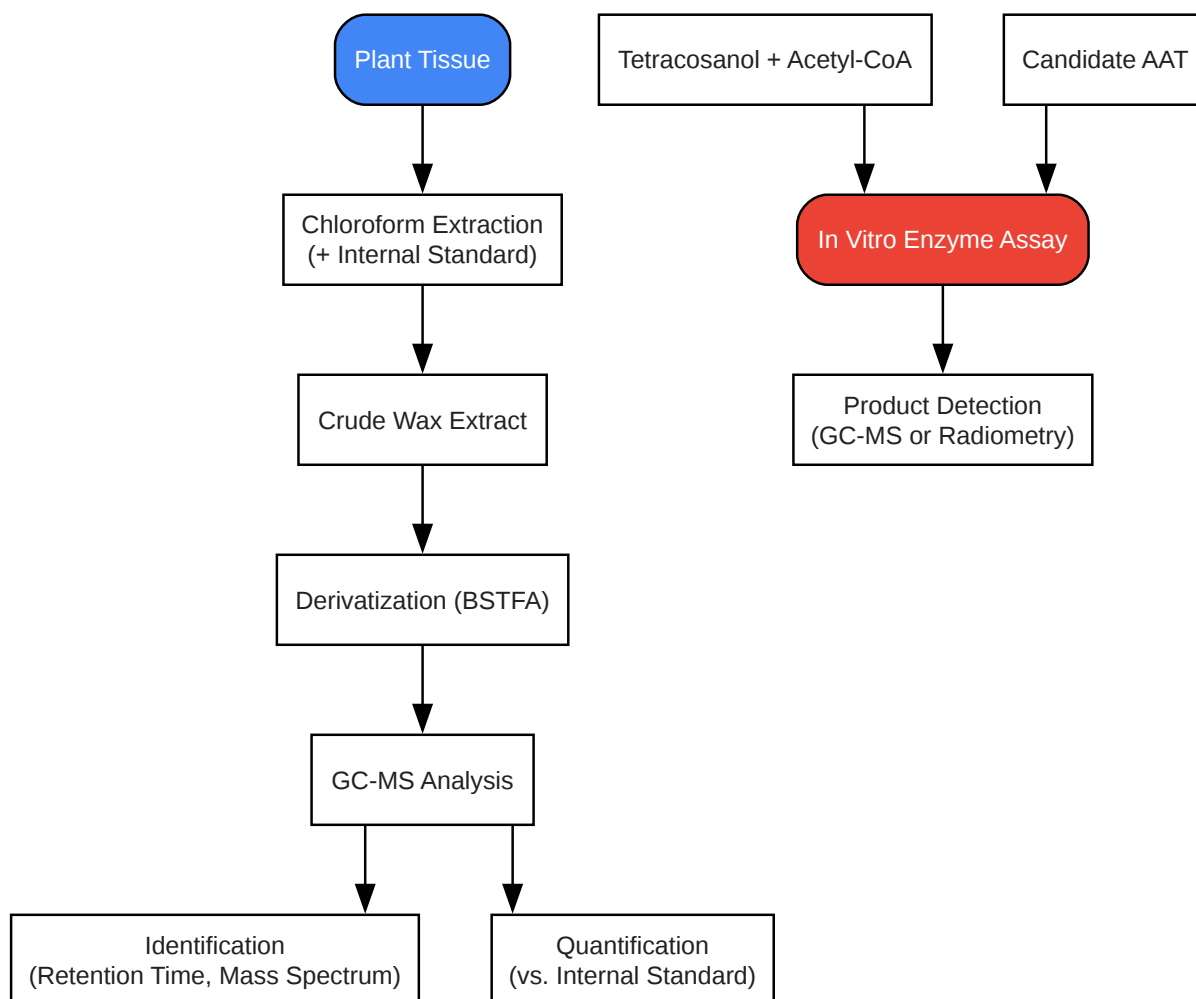 Plant Tissue
Tetracosanol + Acetyl-CoA
Candidate AAT
Chloroform Extraction
(+ Internal Standard)
In Vitro Enzyme Assay
Crude Wax Extract
Product Detection
(GC-MS or Radiometry)
Derivatization (BSTFA)
GC-MS Analysis
Identification
(Retention Time, Mass Spectrum)
Quantification
(vs. Internal Standard)